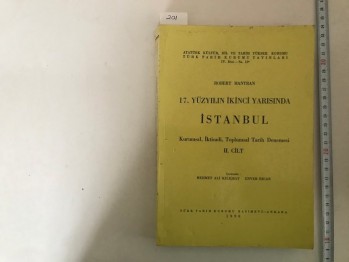 201
ATATÜRK KÜLTÜR, DİL VE TARİH YÜKSEK KURUMU
TÜRK TARİH KURUMU YAYINLARI
ROBERT MANTRAN
17. YÜZYILIN İKİNCİ YARISINDA
İSTANBUL
Kurumsal, İktisadi, Toplumsal Tarih Denemesi
II. CİLT
MEHMET ALİ KILIÇBAY ENVER ÖZCAN
TÜRK TARİH KURUMU BASIMEVİ-ANKARA